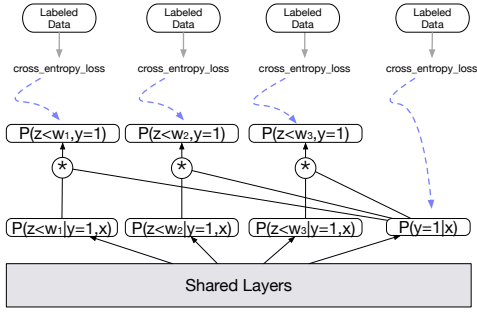 Labeled
Data
Labeled
Data
Labeled
Data
Labeled
Data
cross_entropy_loss
cross_entropy_loss
cross_entropy_loss
cross_entropy_loss
P(z<w₁,y=1)
P(z<w₂,y=1)
P(z<w₃,y=1)
*
*
*
P(z<w₁|y=1,x)
P(z<w₂|y=1,x)
P(z<w₃|y=1,x)
P(y=1|x)
Shared Layers